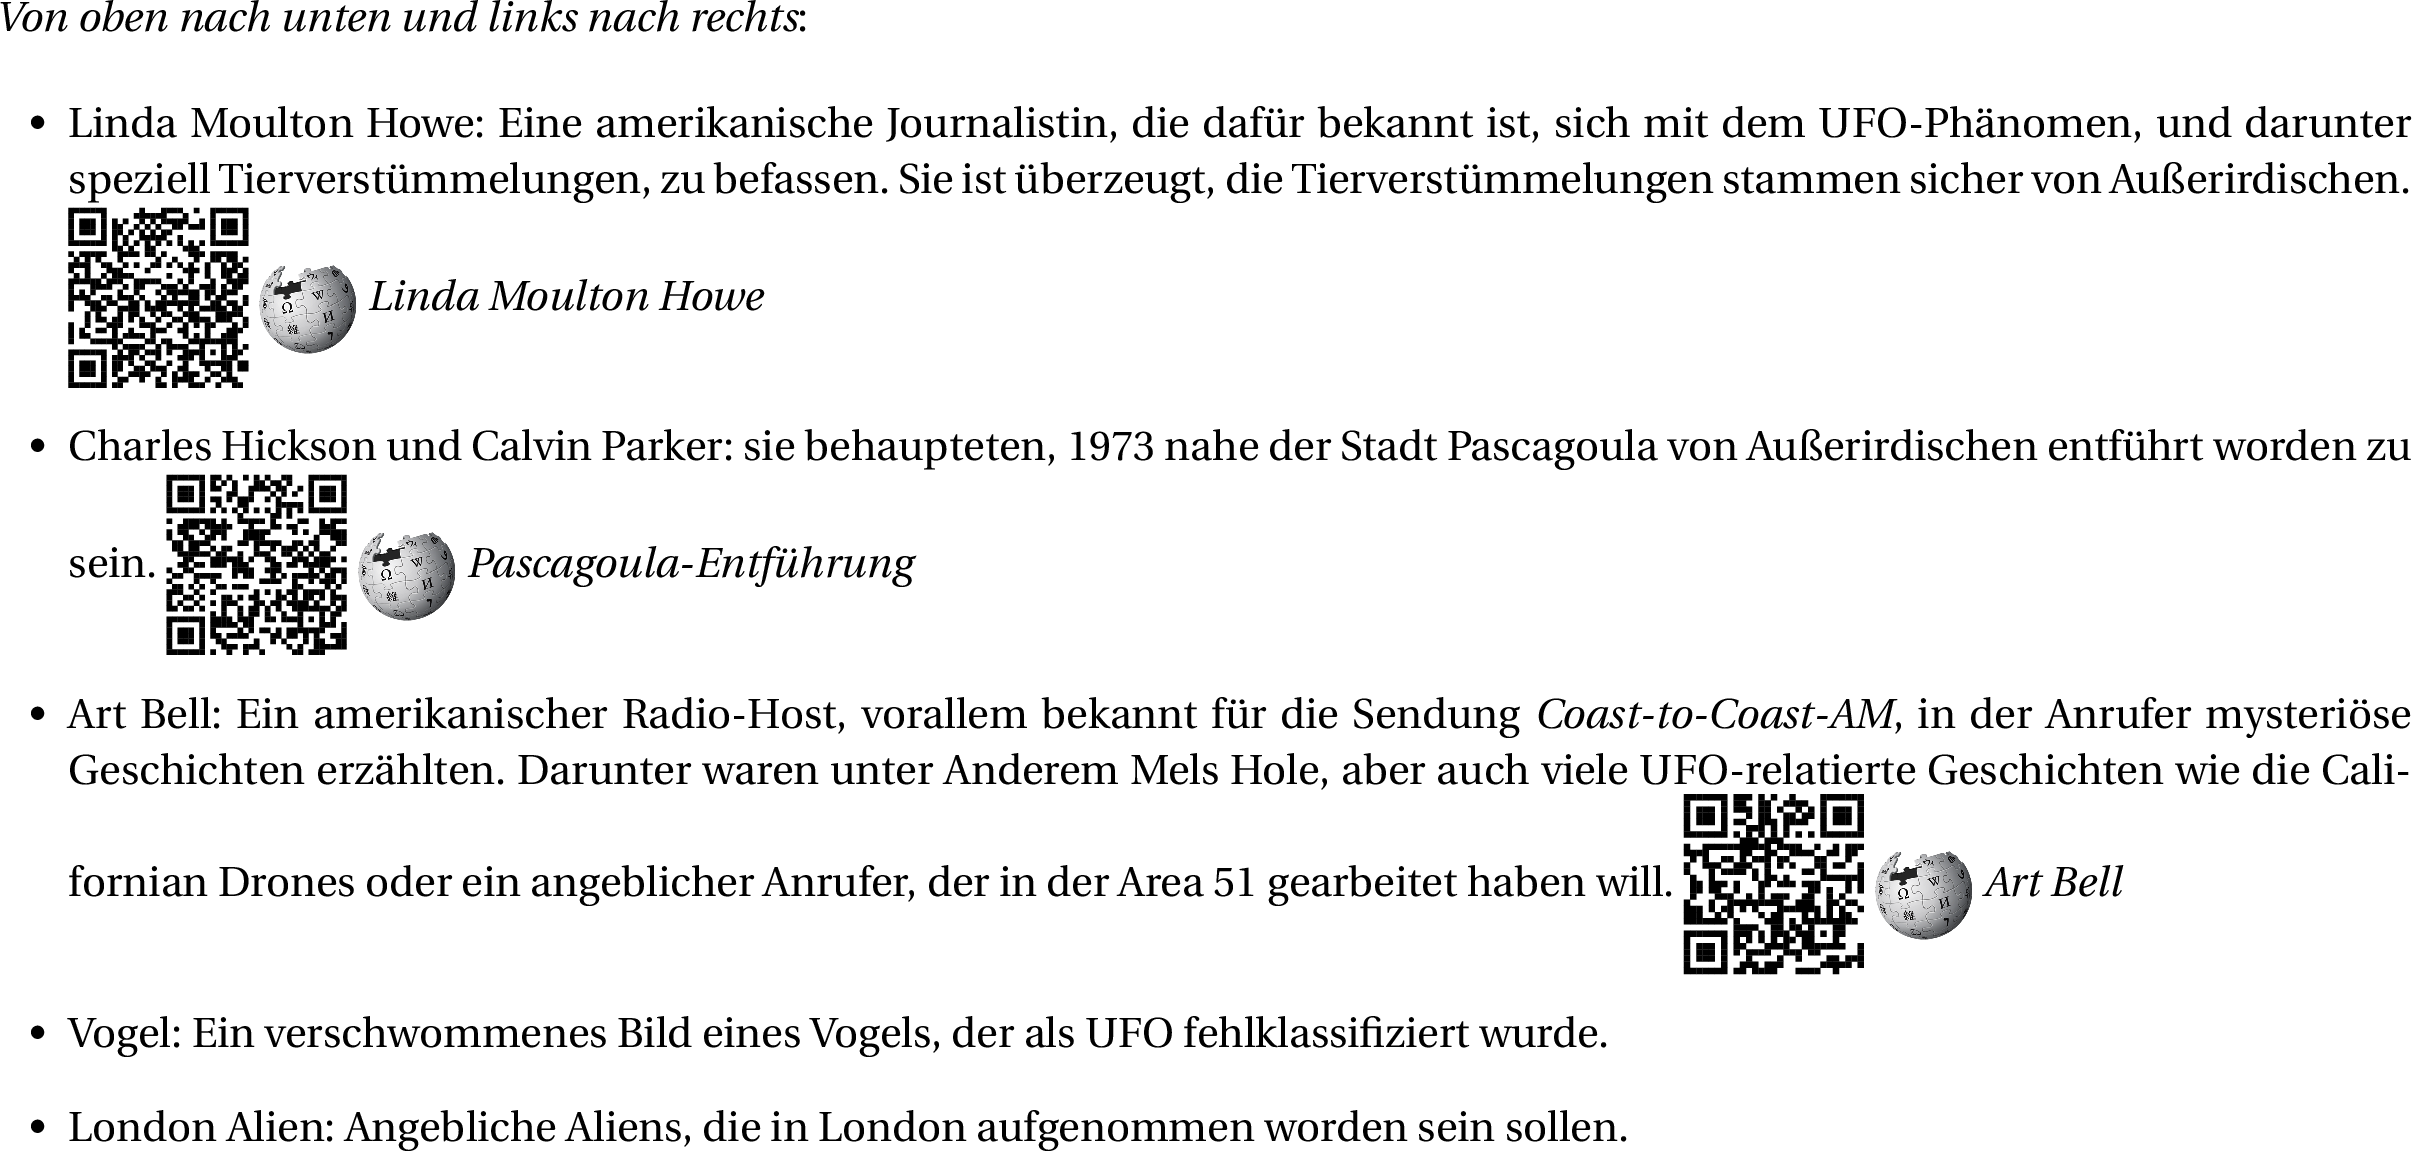 Von oben nach unten und links nach rechts:
• Linda Moulton Howe: Eine amerikanische Journalistin, die dafür bekannt ist, sich mit dem UFO-Phänomen, und darunter
speziell Tierverstümmelungen, zu befassen. Sie ist überzeugt, die Tierverstümmelungen stammen sicher von Außerirdischen.
Linda Moulton Howe
• Charles Hickson und Calvin Parker: sie behaupteten, 1973 nahe der Stadt Pascagoula von Außerirdischen entführt worden zu
sein. Pascagoula-Entführung
• Art Bell: Ein amerikanischer Radio-Host, vorallem bekannt für die Sendung Coast-to-Coast-AM, in der Anrufer mysteriöse
Geschichten erzählten. Darunter waren unter Anderem Mels Hole, aber auch viele UFO-relatierte Geschichten wie die Cali-
fornian Drones oder ein angeblicher Anrufer, der in der Area 51 gearbeitet haben will. Art Bell
• Vogel: Ein verschwommenes Bild eines Vogels, der als UFO fehlklassifiziert wurde.
• London Alien: Angebliche Aliens, die in London aufgenommen worden sein sollen.